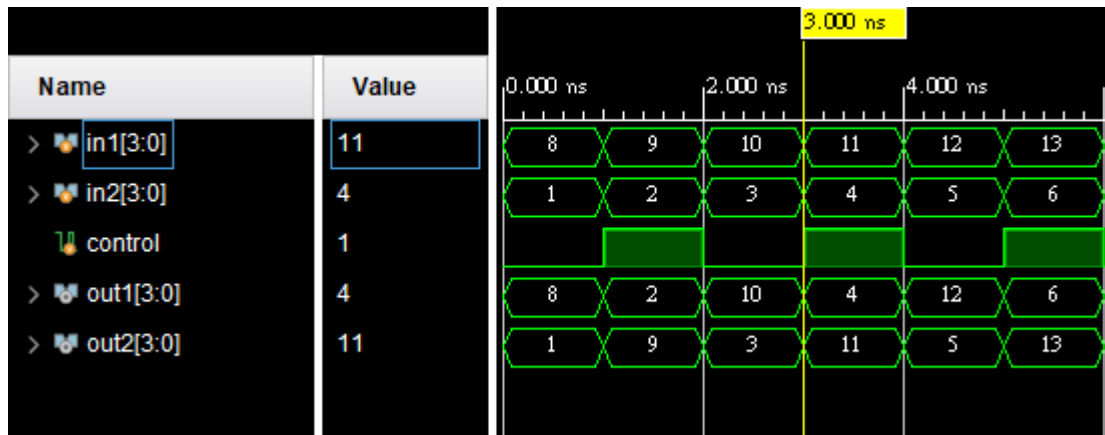 3.000 ns
Name Value 0.000 ns 2.000 ns 4.000 ns
in1[3:0] 11 8 9 10 11 12 13
in2[3:0] 4 1 2 3 4 5 6
control 1
out1[3:0] 4 8 2 10 4 12 6
out2[3:0] 11 1 9 3 11 5 13